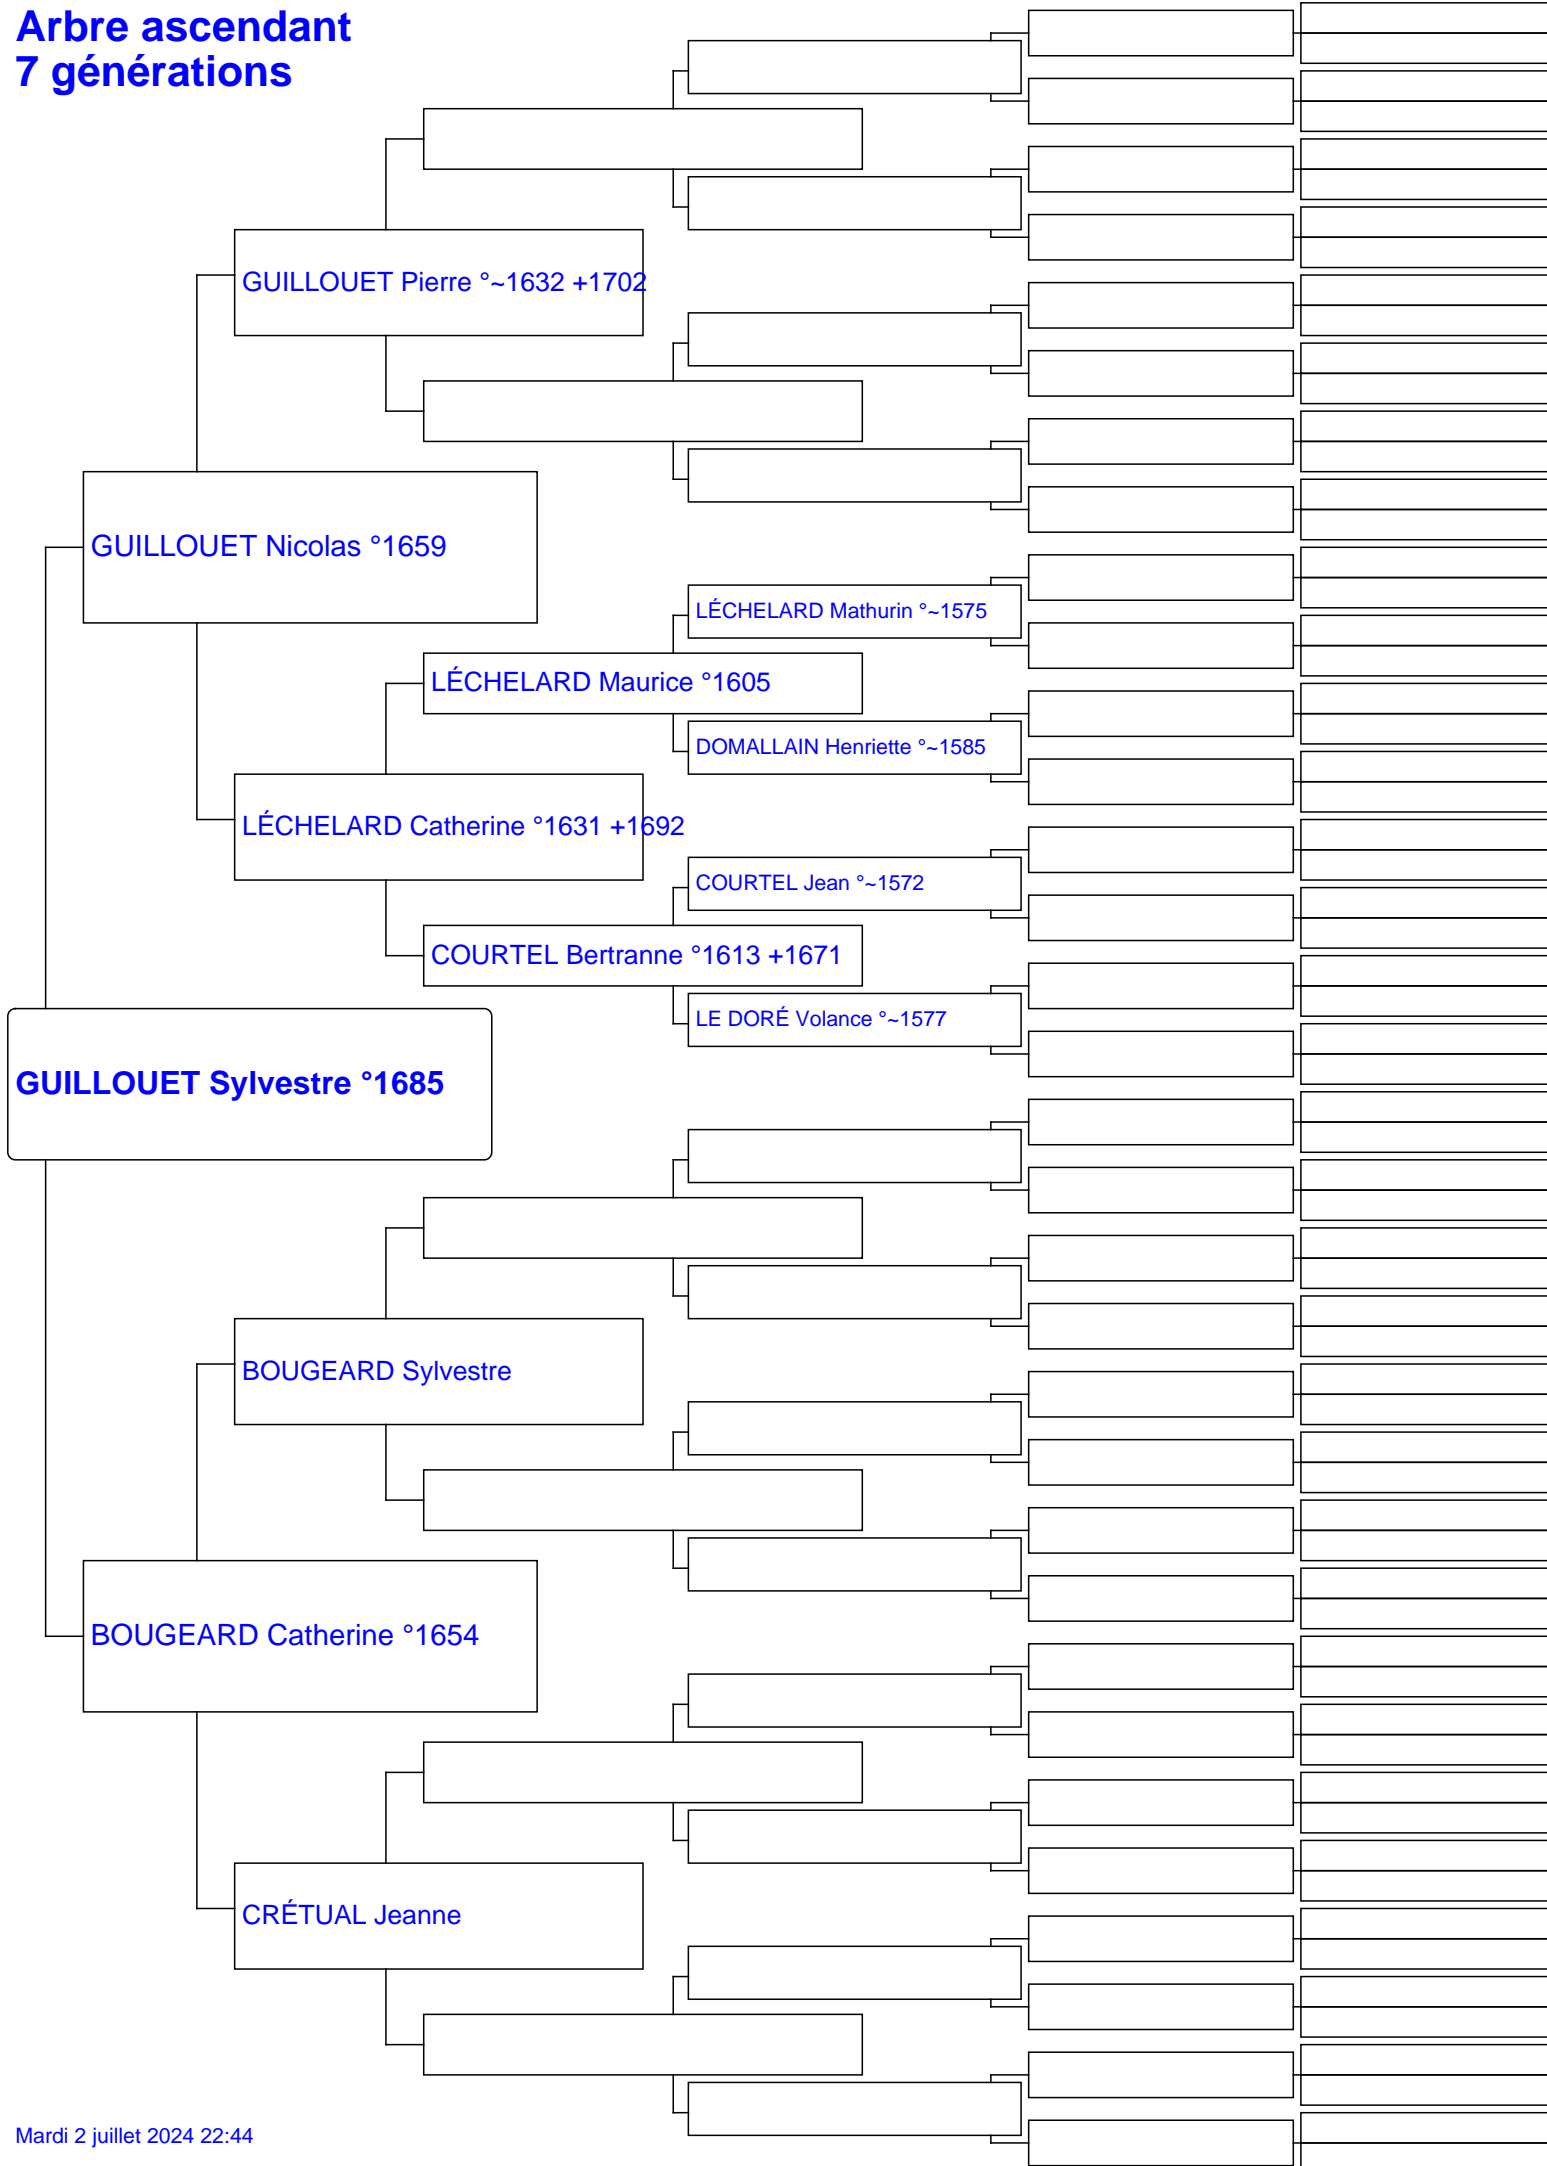 Arbre ascendant
7 générations
GUILLOUET Pierre °~1632 +1702
GUILLOUET Nicolas °1659
LÉCHELARD Mathurin °~1575
LÉCHELARD Maurice °1605
DOMALLAIN Henriette °~1585
LÉCHELARD Catherine °1631 +1692
COURTEL Jean °~1572
COURTEL Bertranne °1613 +1671
LE DORÉ Volance °~1577
GUILLOUET Sylvestre °1685
BOUGEARD Sylvestre
BOUGEARD Catherine °1654
CRÉTUAL Jeanne
Mardi 2 juillet 2024 22:44